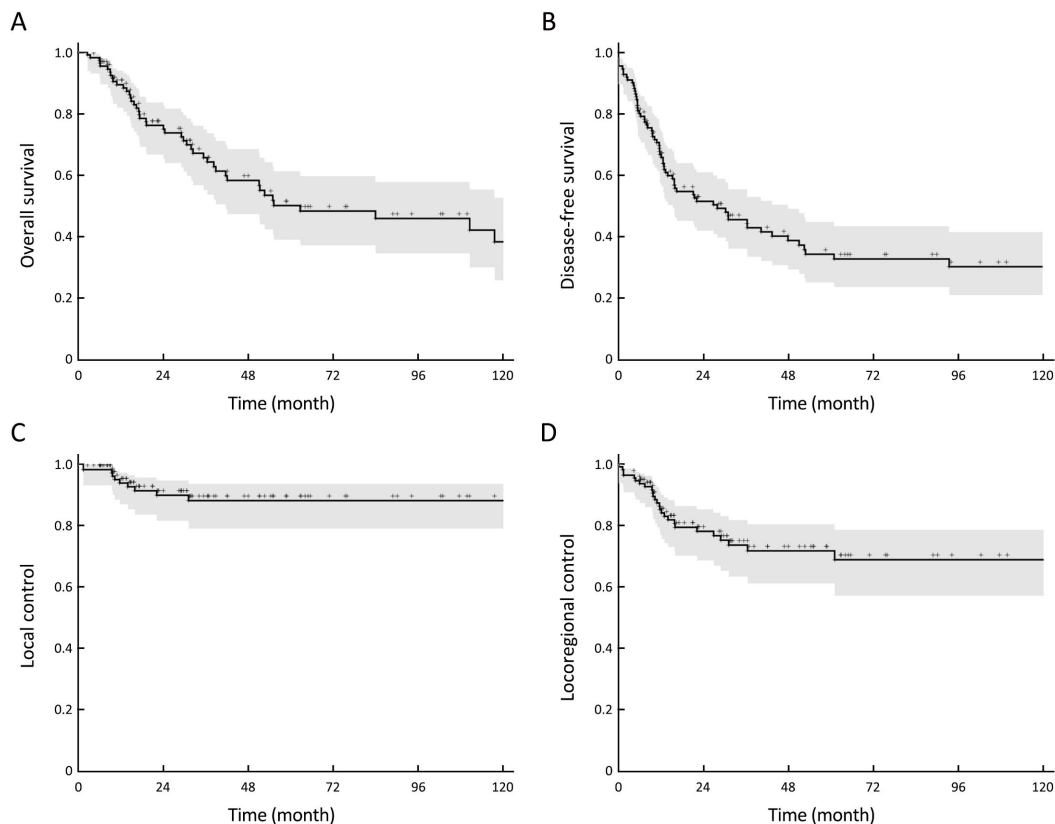 A
Overall survival
1.0
0.8
0.6
0.4
0.2
0
0 24 48 72 96 120
Time (month)
B
Disease-free survival
1.0
0.8
0.6
0.4
0.2
0
0 24 48 72 96 120
Time (month)
C
Local control
1.0
0.8
0.6
0.4
0.2
0
0 24 48 72 96 120
Time (month)
D
Locoregional control
1.0
0.8
0.6
0.4
0.2
0
0 24 48 72 96 120
Time (month)